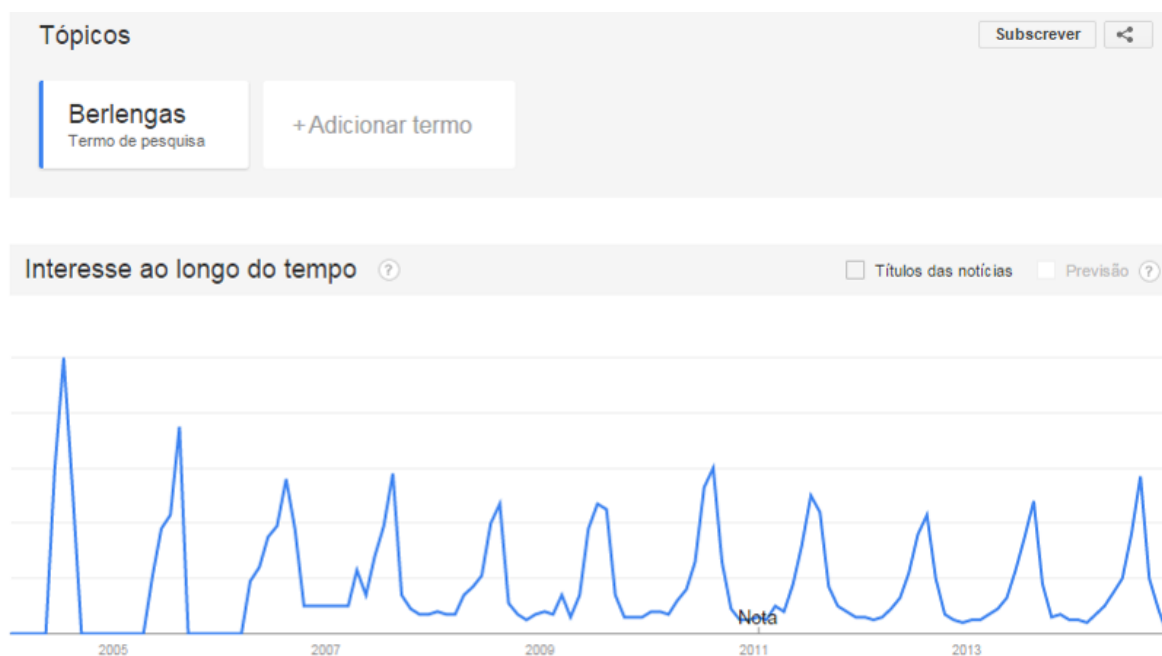 Tópicos
Subscrever
Berlengas
Termo de pesquisa
+Adicionar termo
Interesse ao longo do tempo ?
Títulos das notícias
Previsão ?
Nota
2005 2007 2009 2011 2013